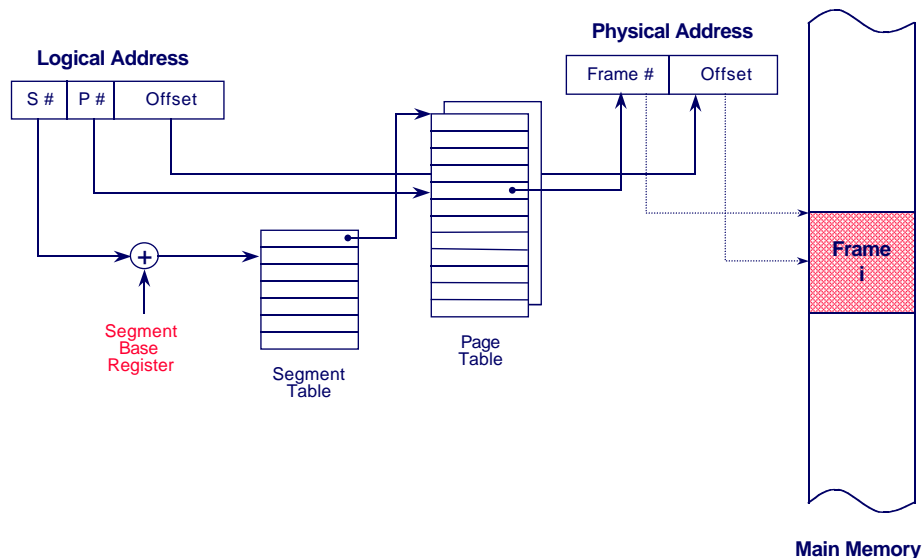 Logical Address
S #
P #
Offset
Physical Address
Frame #
Offset
Frame
i
Segment
Base
Register
Segment
Table
Page
Table
Main Memory
+